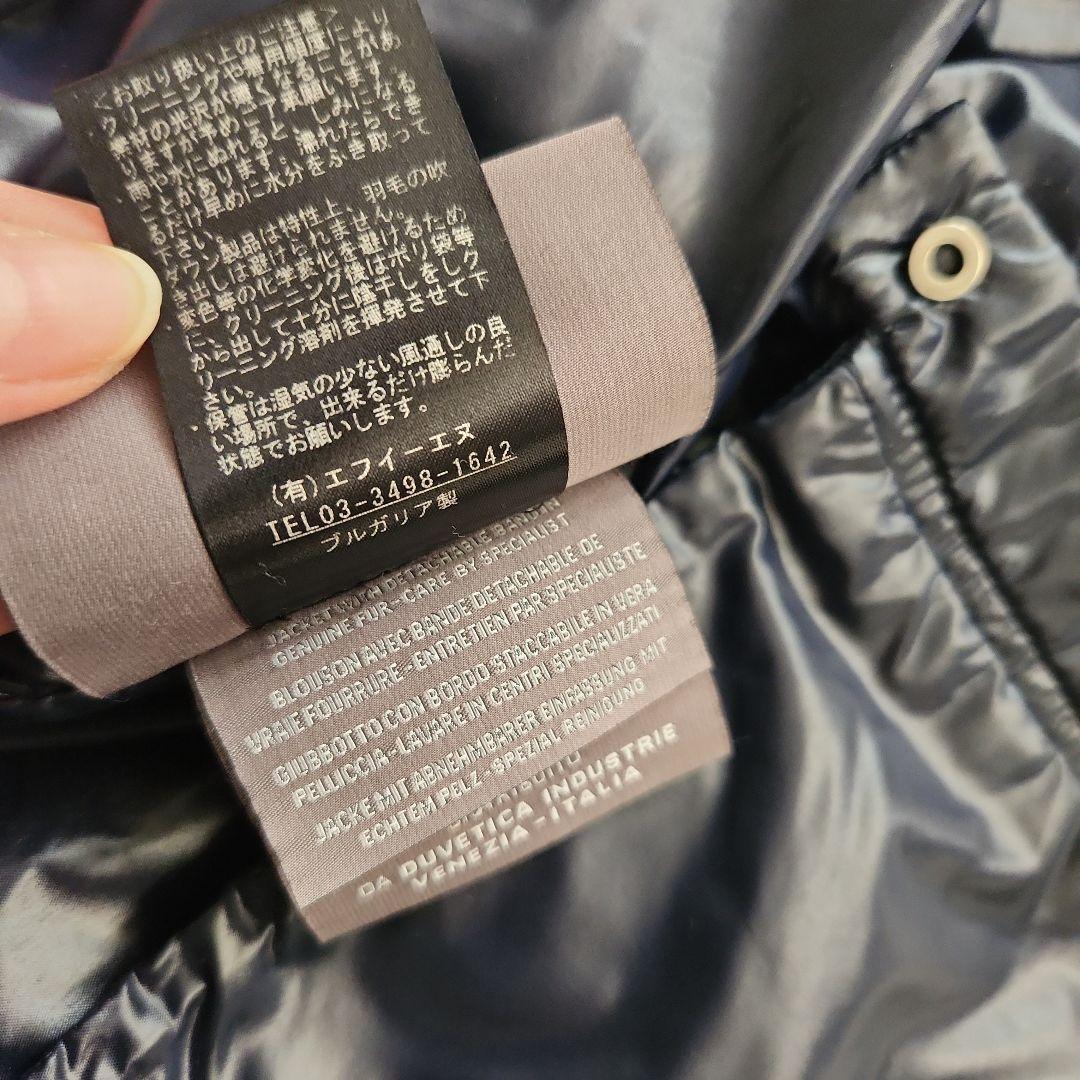 <お取り扱い上のご注意>
・クリーニングや着用頻度により
素材の光沢が薄くなることがあ
りますが予めご了承願います。
・雨や水にぬれると、しみになる
ことがあります。濡れたらでき
るだけ早めに水分をふき取って
下さい。
・ダウン製品は特性上、羽毛の吹
き出しは避けられません。
・変色等の化学変化を避けるため
に、クリーニング後はポリ袋等
から出して十分に陰干しをしク
リーニング溶剤を揮発させて下
さい。
・保管は湿気の少ない風通しの良
い場所で、出来るだけ膨らんだ
状態でお願いします。
(有)エフイーエヌ
TEL03-3498-1642
ブルガリア製
JACKET WITH DETACHABLE BAND IN
GENUINE FUR - CARE BY SPECIALIST
BLOUSON AVEC BANDE DETACHABLE DE
VRAIE FOURRURE - ENTRETIEN PAR SPECIALISTE
GIUBBOTTO CON BORDO STACCABILE IN VERA
PELLICCIA - LAVARE IN CENTRI SPECIALIZZATI
JACKE MIT ABNEHMBARER EINFASSUNG MIT
ECHTEM PELZ - SPEZIAL REINIGUNG
DA DUVETICA INDUSTRIE
VENEZIA - ITALIA